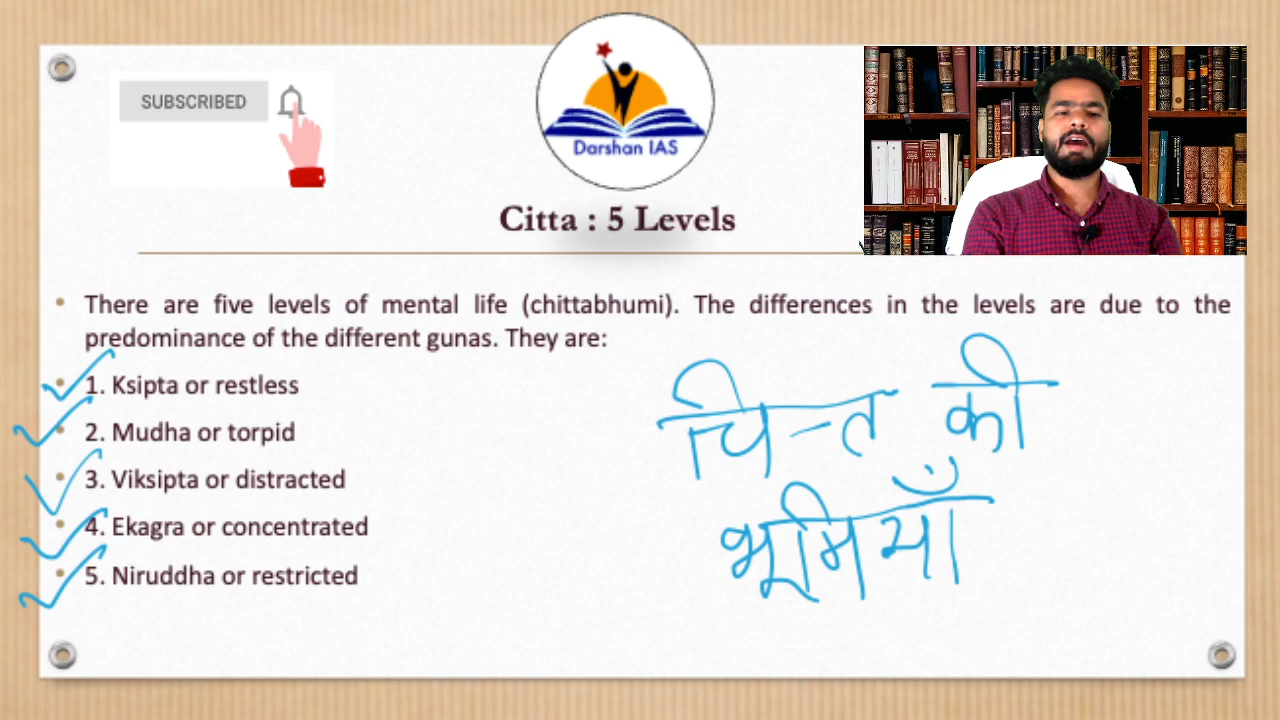 SUBSCRIBED
Darshan IAS
Citta : 5 Levels
• There are five levels of mental life (chittabhumi). The differences in the levels are due to the
predominance of the different gunas. They are:
• 1. Ksipta or restless
• 2. Mudha or torpid
• 3. Viksipta or distracted
• 4. Ekagra or concentrated
• 5. Niruddha or restricted
चित्त की
भूमियाँ